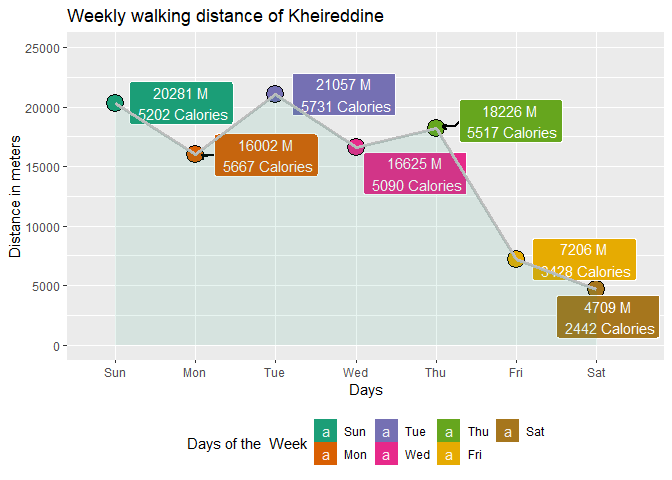 Weekly walking distance of Kheireddine
Distance in meters
25000
20000
15000
10000
5000
0
20281 M
5202 Calories
16002 M
5667 Calories
21057 M
5731 Calories
16625 M
5090 Calories
18226 M
5517 Calories
7206 M
3428 Calories
4709 M
2442 Calories
Sun Mon Tue Wed Thu Fri Sat
Days
Days of the  Week
a Sun a Tue a Thu a Sat
a Mon a Wed a Fri